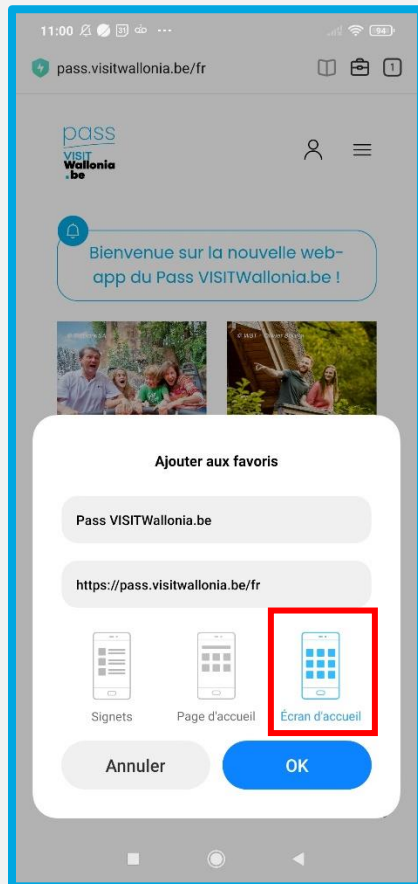 11:00
31
94
pass.visitwallonia.be/fr
1
pass
VISIT
Wallonia
.be
Bienvenue sur la nouvelle web-
app du Pass VISITWallonia.be !
Ajouter aux favoris
Pass VISITWallonia.be
https://pass.visitwallonia.be/fr
Signets
Page d'accueil
Écran d'accueil
Annuler
OK